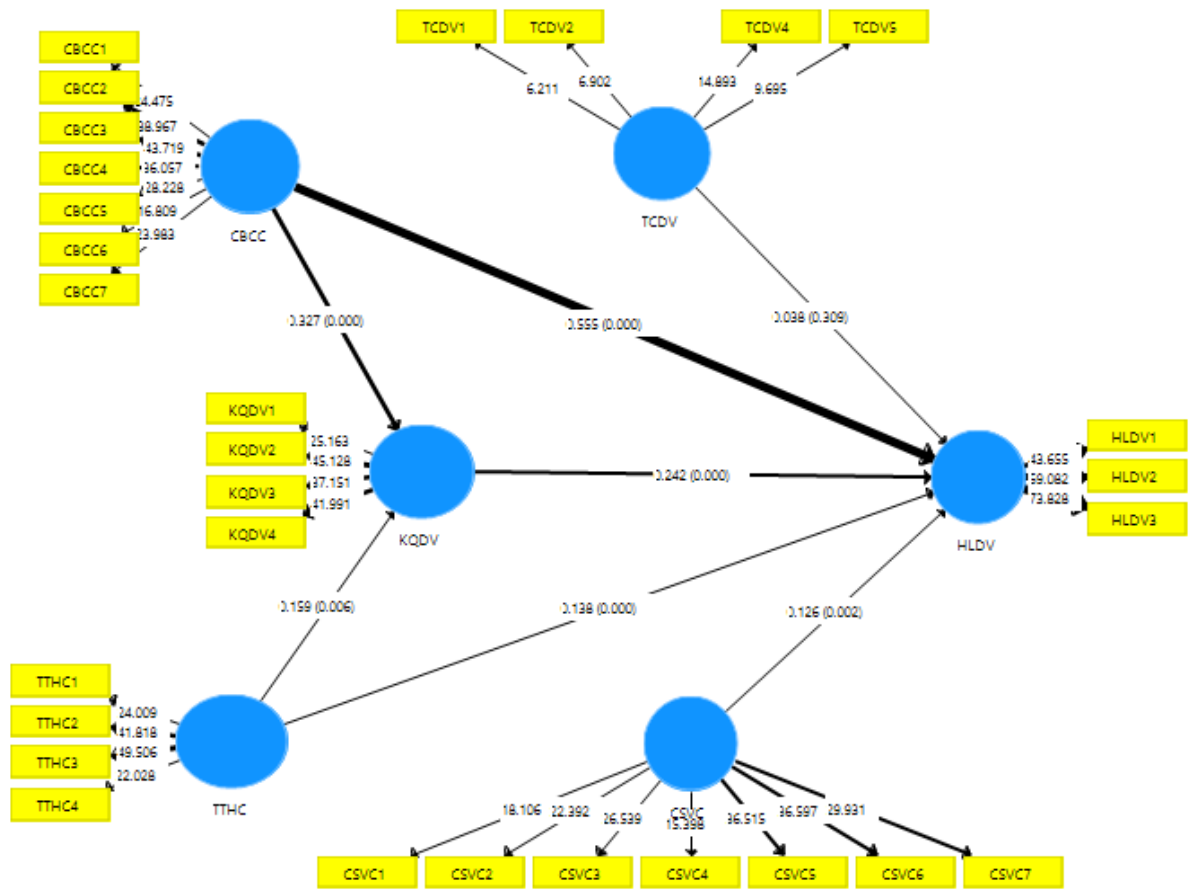 CBCC1
CBCC2
CBCC3
CBCC4
CBCC5
CBCC6
CBCC7
38.967
43.719
36.057
28.228
16.809
23.983
CBCC
TCDV1
TCDV2
TCDV4
TCDV5
6.211
6.902
14.893
9.695
TCDV
0.327 (0.000)
0.555 (0.000)
0.038 (0.309)
KQDV1
KQDV2
KQDV3
KQDV4
25.163
45.128
37.151
41.991
KQDV
0.242 (0.000)
HLDV1
HLDV2
HLDV3
43.655
73.828
HLDV
0.159 (0.006)
0.138 (0.000)
0.126 (0.002)
TTHC1
TTHC2
TTHC3
TTHC4
24.009
41.818
49.506
22.028
TTHC
CSVC
18.106
22.392
26.539
15.398
36.515
36.597
29.931
CSVC1
CSVC2
CSVC3
CSVC4
CSVC5
CSVC6
CSVC7